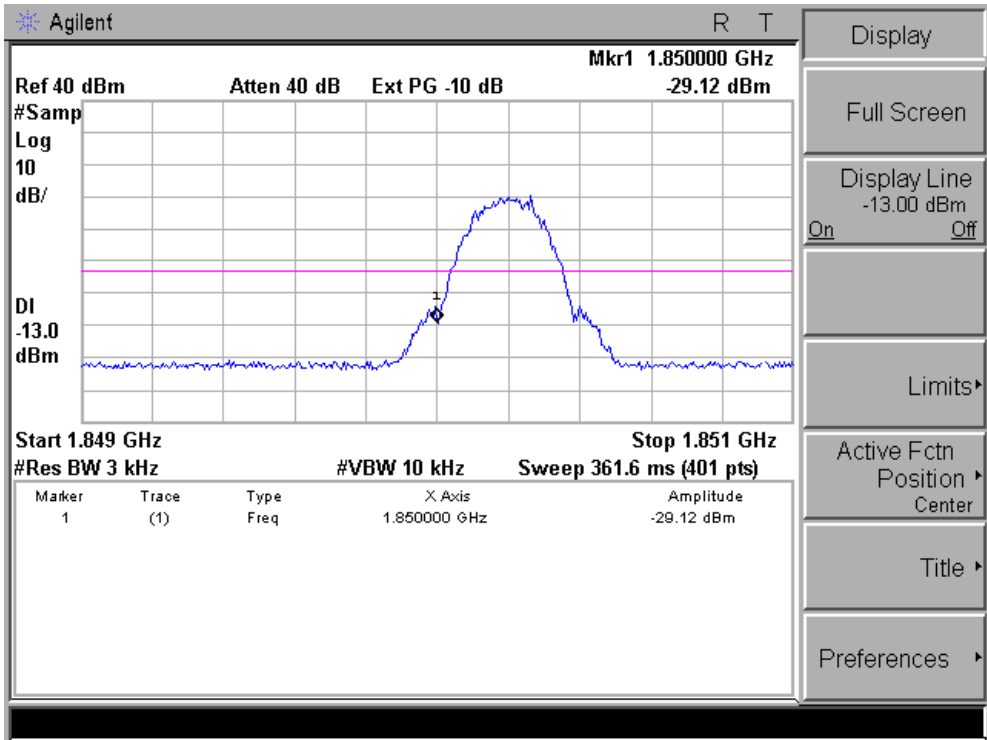 Agilent R T
Mkr1 1.850000 GHz
Ref 40 dBm Atten 40 dB Ext PG -10 dB -29.12 dBm
#Samp
Log
10
dB/
1
DI
-13.0
dBm
Start 1.849 GHz Stop 1.851 GHz
#Res BW 3 kHz #VBW 10 kHz Sweep 361.6 ms (401 pts)
Marker Trace Type X Axis Amplitude
1 (1) Freq 1.850000 GHz -29.12 dBm
Display
Full Screen
Display Line
-13.00 dBm
On Off
Limits
Active Fctn
Position
Center
Title
Preferences